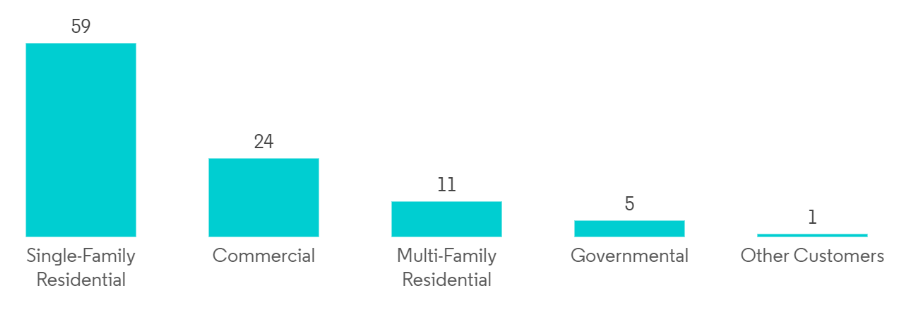 59
24
11
5
1
Single-Family
Residential
Commercial
Multi-Family
Residential
Governmental
Other Customers